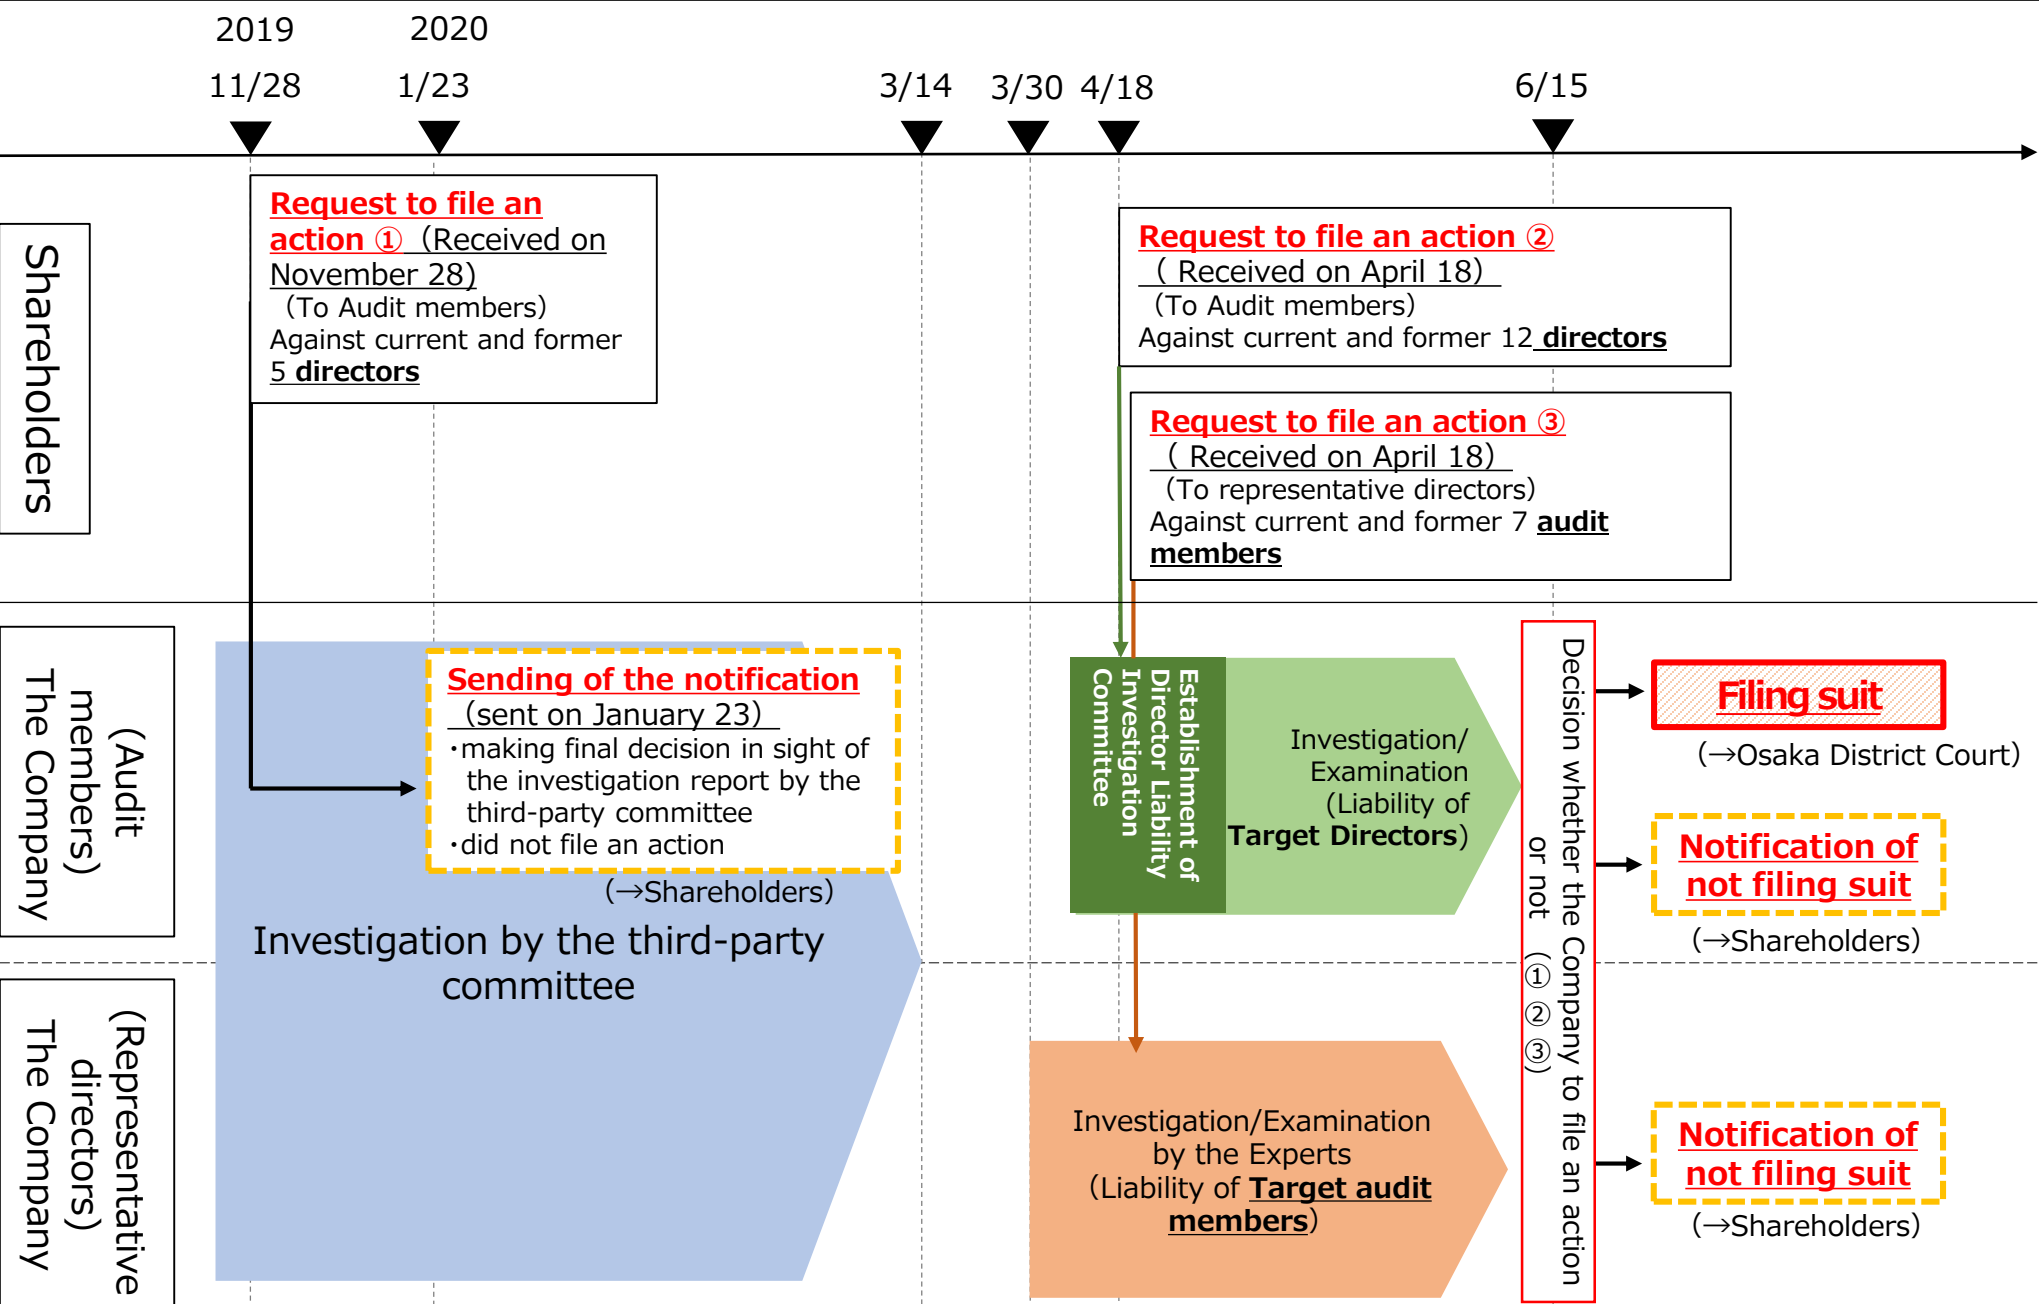 2019
2020
11/28
1/23
3/14
3/30
4/18
6/15
Shareholders
Request to file an
action ① (Received on
November 28)
(To Audit members)
Against current and former
5 directors
Request to file an action ②
( Received on April 18)
(To Audit members)
Against current and former 12 directors
Request to file an action ③
( Received on April 18)
(To representative directors)
Against current and former 7 audit
members
The Company
(Audit
members)
Sending of the notification
(sent on January 23)
・making final decision in sight of
the investigation report by the
third-party committee
・did not file an action
(→Shareholders)
Investigation by the third-party
committee
Establishment of
Director Liability
Investigation
Committee
Investigation/
Examination
(Liability of
Target Directors)
Decision whether the Company to file an action
or not (① ② ③)
Filing suit
(→Osaka District Court)
Notification of
not filing suit
(→Shareholders)
The Company
(Representative
directors)
Investigation/Examination
by the Experts
(Liability of Target audit
members)
Notification of
not filing suit
(→Shareholders)